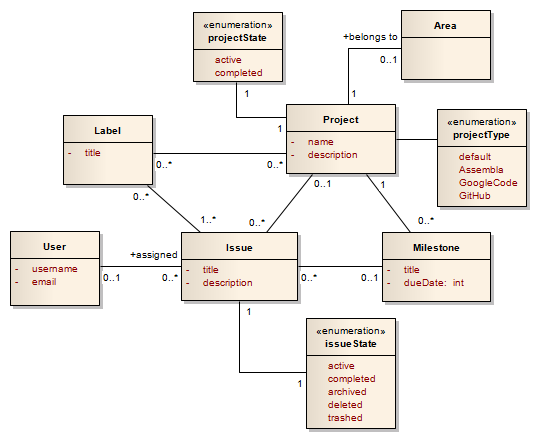 «enumeration»
projectState
active
completed
+belongs to
0..1
Area
1
1
1
Project
- name
- description
«enumeration»
projectType
default
Assembla
GoogleCode
GitHub
Label
- title
0..*
0..*
0..1
1
0..*
1..*
0..*
0..*
User
- username
- email
+assigned
0..1
0..*
Issue
- title
- description
0..*
0..1
Milestone
- title
- dueDate: int
1
1
«enumeration»
issueState
active
completed
archived
deleted
trashed